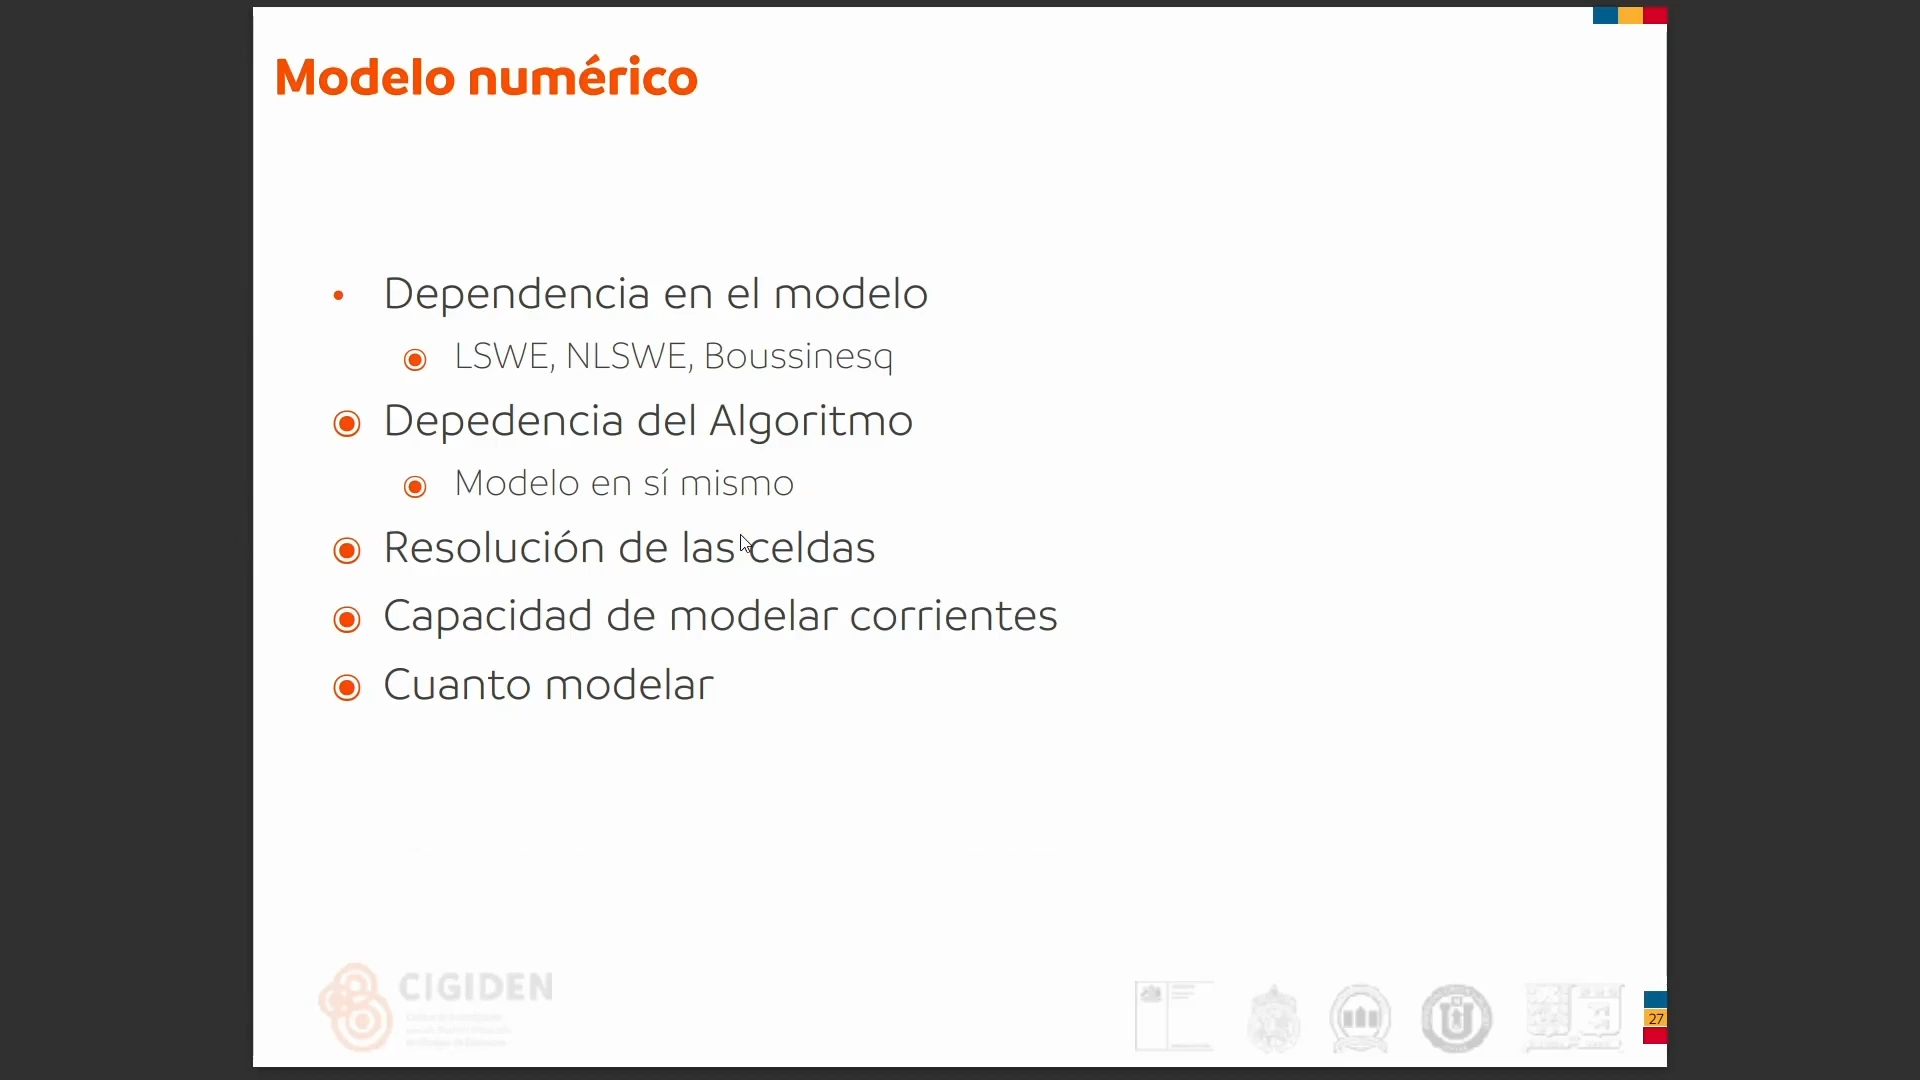 Modelo numérico
Dependencia en el modelo
LSWE, NLSWE, Boussinesq
Depedencia del Algoritmo
Modelo en sí mismo
Resolución de las celdas
Capacidad de modelar corrientes
Cuanto modelar
CIGIDEN
27